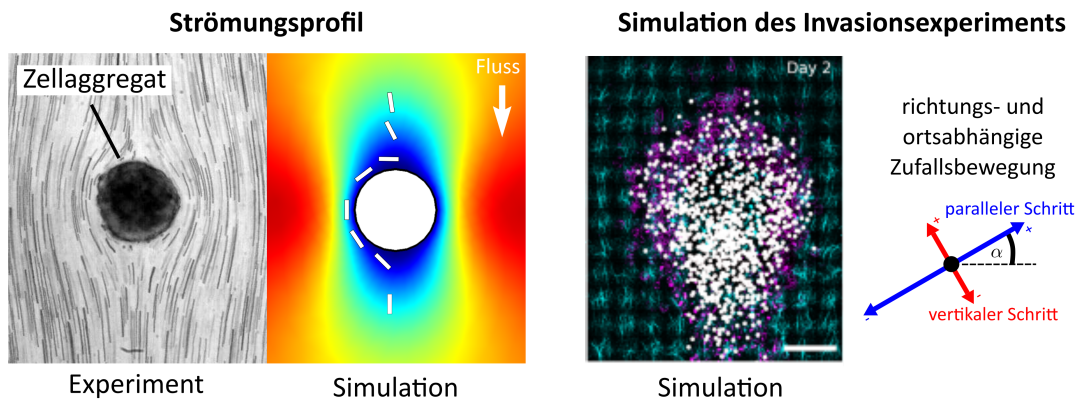 Strömungsprofil
Zellaggregat
Fluss
Experiment
Simulation
Simulation des Invasionsexperiments
Day 2
Simulation
richtungs- und
ortsabhängige
Zufallsbewegung
paralleler Schritt
+
+
α
-
-
vertikaler Schritt